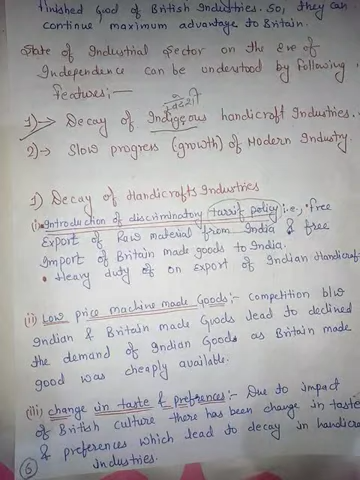 finished Good of British Industries. So, they can
continue maximum advantage to Britain.
State of Industrial Sector on the Eve of
Independence can be understood by following
features:-
1) → Decay of Indigeous handicraft Industries.
2) → Slow progress (growth) of Modern Industry.
1) Decay of Handicrafts Industries
(i) • Introduction of discriminatory tarrif policy i.e., • free
Export of Raw material from India & free
Import of Britain made goods to India.
• Heavy duty of on export of Indian Handicraft
(ii) Low price machine made Goods:- competition b/w
Indian & Britain made Goods lead to declined
the demand of Indian Goods as Britain made
good was cheaply available.
(iii) change in taste & prefrences:- Due to impact
of British culture there has been change in taste
& preferences which lead to decay in handicra
Industries.
6